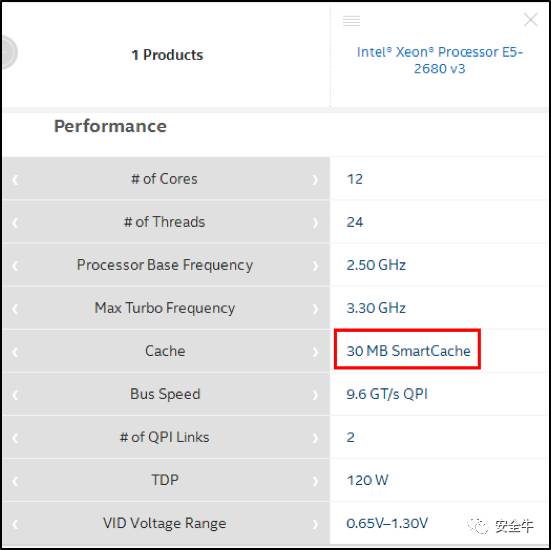 1 Products
Intel® Xeon® Processor E5-
2680 v3
Performance
# of Cores 12
# of Threads 24
Processor Base Frequency 2.50 GHz
Max Turbo Frequency 3.30 GHz
Cache 30 MB SmartCache
Bus Speed 9.6 GT/s QPI
# of QPI Links 2
TDP 120 W
VID Voltage Range 0.65V–1.30V
安全牛